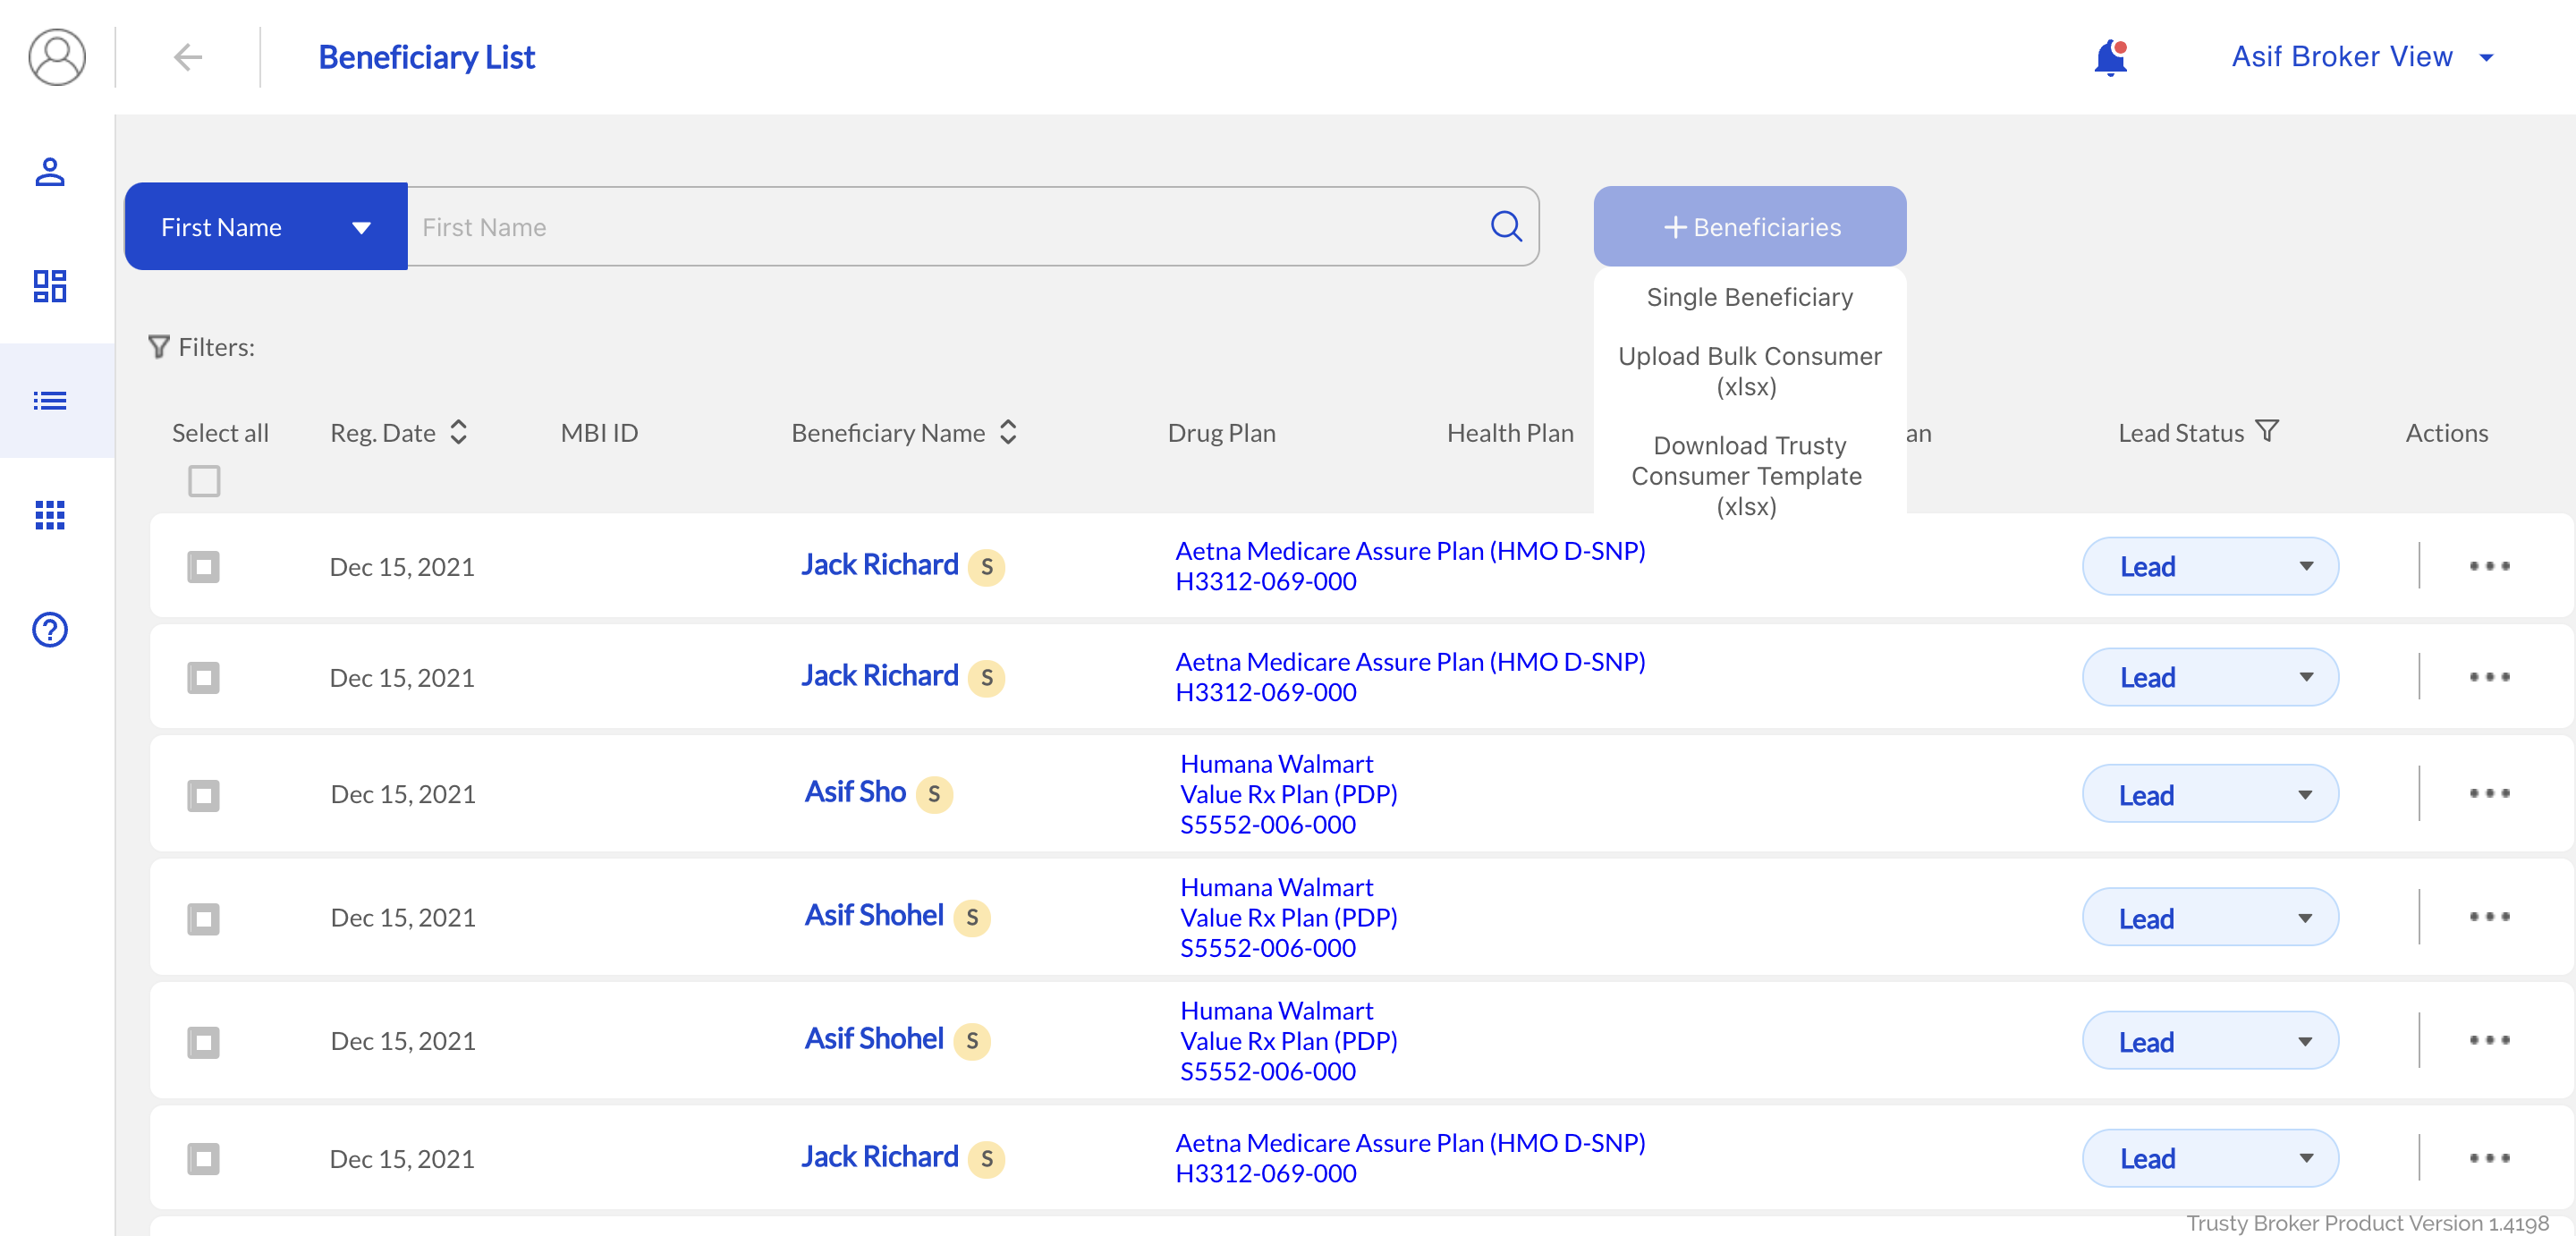 Beneficiary List
Asif Broker View
First Name
First Name
+ Beneficiaries
Single Beneficiary
Upload Bulk Consumer
(xlsx)
Download Trusty
Consumer Template
(xlsx)
Filters:
Select all Reg. Date MBI ID Beneficiary Name Drug Plan Health Plan an Lead Status Actions
Dec 15, 2021 Jack Richard S Aetna Medicare Assure Plan (HMO D-SNP) Lead
H3312-069-000
Dec 15, 2021 Jack Richard S Aetna Medicare Assure Plan (HMO D-SNP) Lead
H3312-069-000
Humana Walmart
Dec 15, 2021 Asif Sho S Value Rx Plan (PDP) Lead
S5552-006-000
Humana Walmart
Dec 15, 2021 Asif Shohel S Value Rx Plan (PDP) Lead
S5552-006-000
Humana Walmart
Dec 15, 2021 Asif Shohel S Value Rx Plan (PDP) Lead
S5552-006-000
Dec 15, 2021 Jack Richard S Aetna Medicare Assure Plan (HMO D-SNP) Lead
H3312-069-000
Trusty Broker Product Version 1.4198